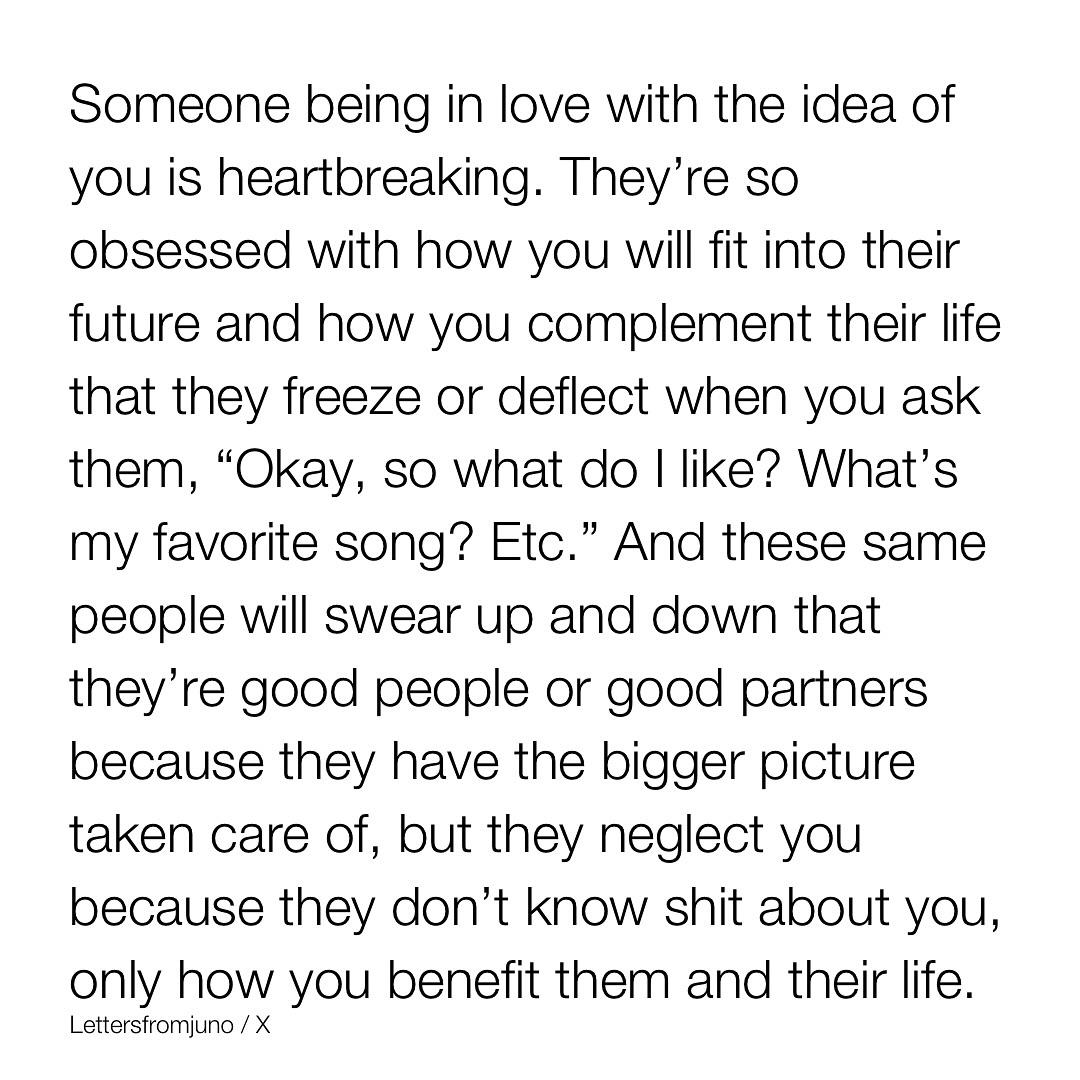 Someone being in love with the idea of
you is heartbreaking. They’re so
obsessed with how you will fit into their
future and how you complement their life
that they freeze or deflect when you ask
them, “Okay, so what do I like? What’s
my favorite song? Etc.” And these same
people will swear up and down that
they’re good people or good partners
because they have the bigger picture
taken care of, but they neglect you
because they don’t know shit about you,
only how you benefit them and their life.
Lettersfromjuno / X